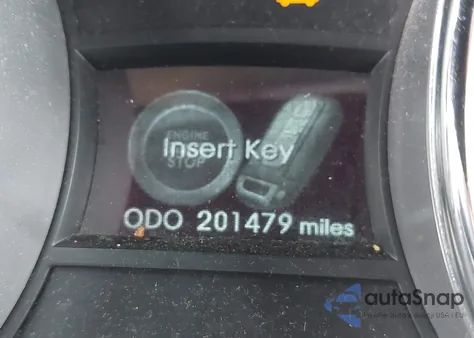 ENGINE
STOP
Insert Key
ODO 201479 miles
autoSnap